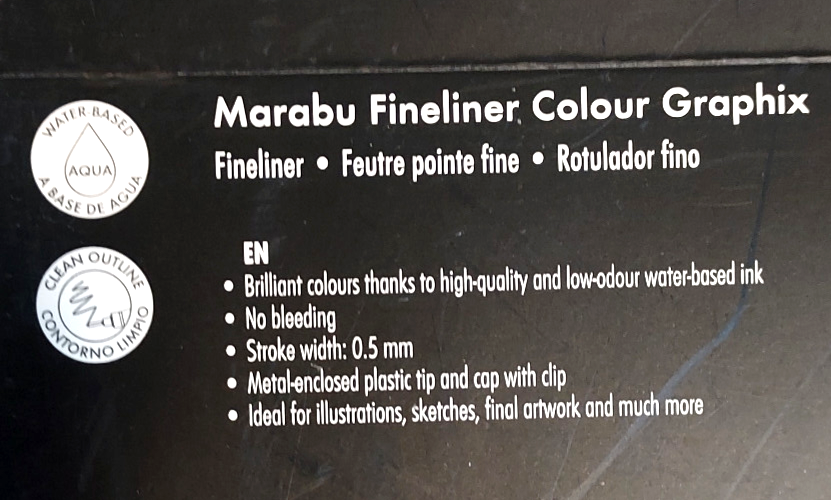 Marabu Fineliner Colour Graphix
Fineliner • Feutre pointe fine • Rotulador fino
WATER BASED
AQUA
A BASE DE AGUA
CLEAN OUTLINE
CONTORNO LIMPIO
EN
• Brilliant colours thanks to high-quality and low-odour water-based ink
• No bleeding
• Stroke width: 0.5 mm
• Metal-enclosed plastic tip and cap with clip
• Ideal for illustrations, sketches, final artwork and much more